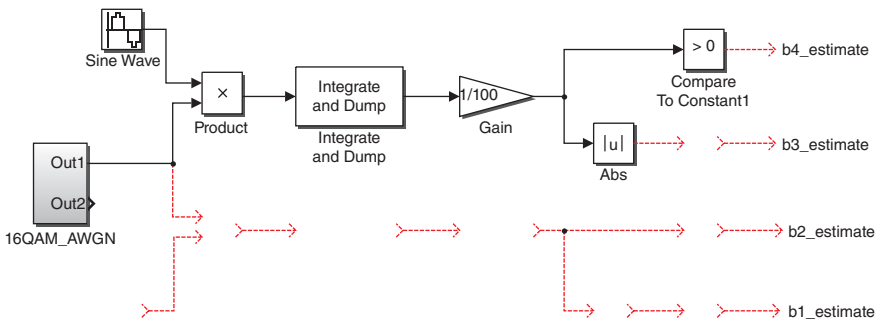 Sine Wave
×
Product
Integrate
and Dump
Integrate
and Dump
1/100
Gain
> 0
Compare
To Constant1
b4_estimate
|u|
Abs
b3_estimate
Out1
Out2
16QAM_AWGN
b2_estimate
b1_estimate